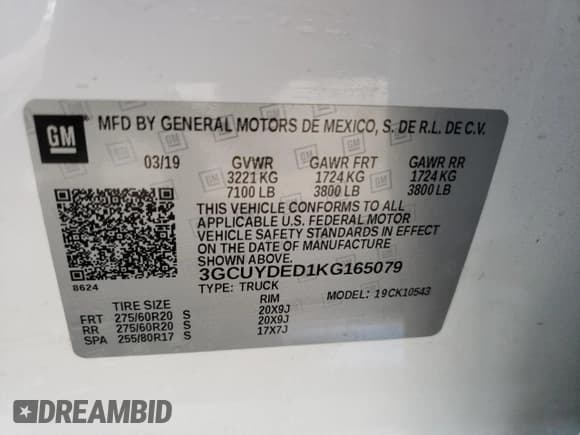 GM MFD BY GENERAL MOTORS DE MEXICO, S. DE R.L. DE C.V.
03/19 GVWR GAWR FRT GAWR RR
3221 KG 1724 KG 1724 KG
7100 LB 3800 LB 3800 LB
THIS VEHICLE CONFORMS TO ALL
APPLICABLE U.S. FEDERAL MOTOR
VEHICLE SAFETY STANDARDS IN EFFECT
ON THE DATE OF MANUFACTURE
SHOWN ABOVE.
3GCUYDED1KG165079
8624
TYPE: TRUCK MODEL: 19CK10543
TIRE SIZE RIM
FRT 275/60R20 S 20X9J
RR 275/60R20 S 20X9J
SPA 255/80R17 S 17X7J
DREAMBID